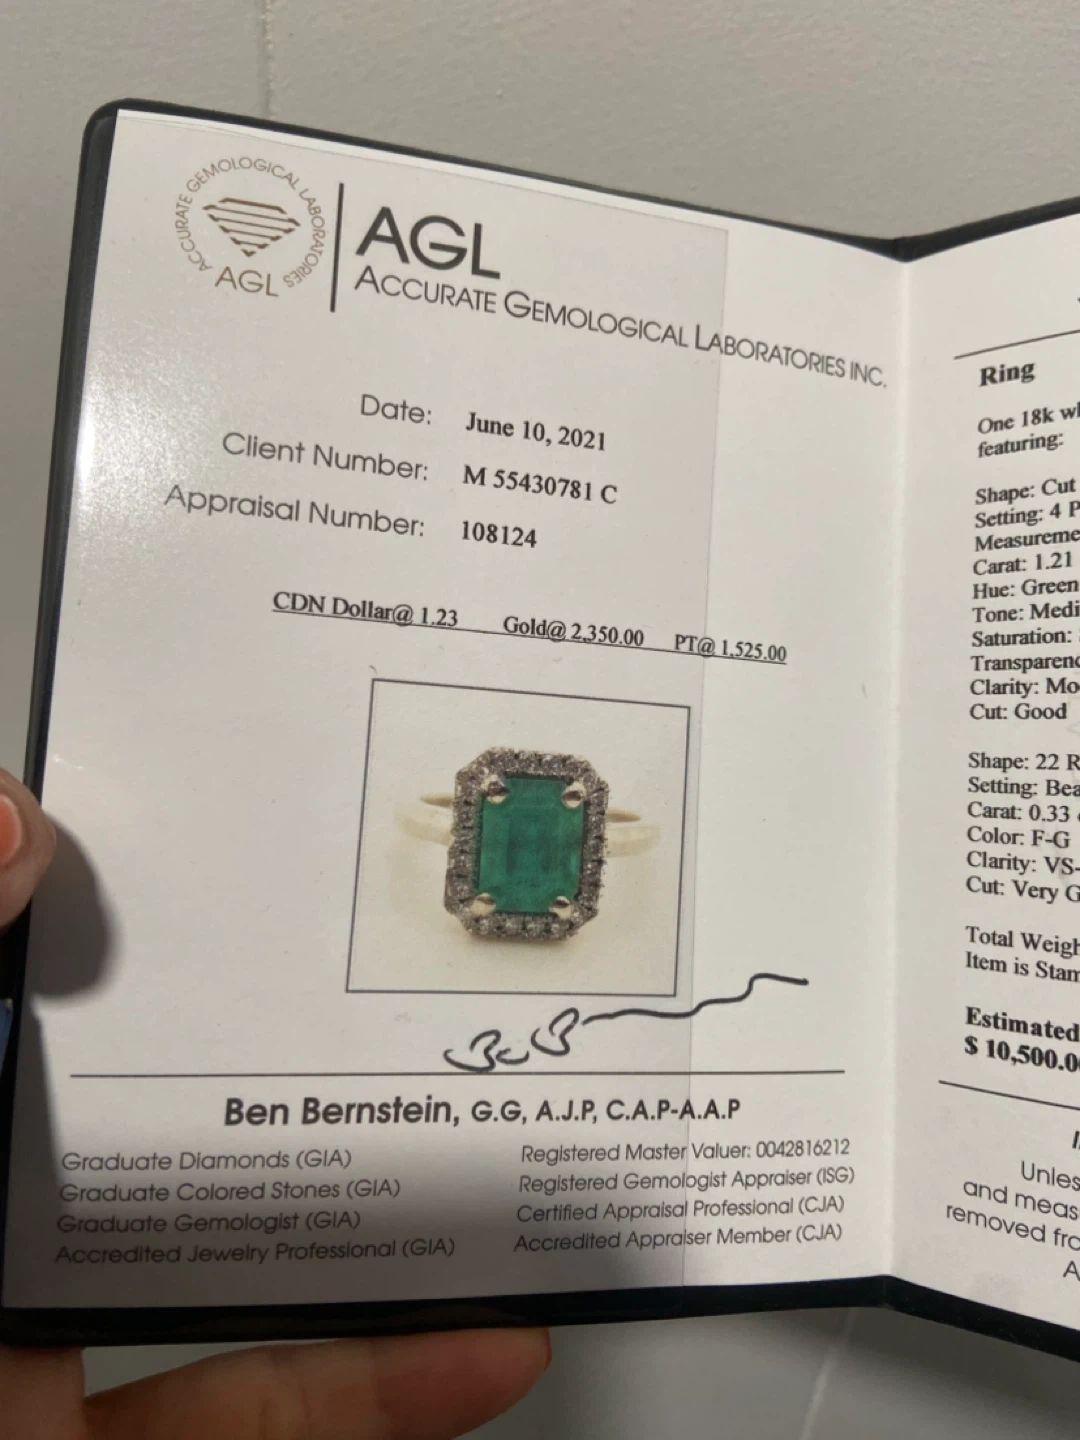 ACCURATE GEMOLOGICAL LABORATORIES
AGL
AGL
ACCURATE GEMOLOGICAL LABORATORIES INC.
Date: June 10, 2021
Client Number: M 55430781 C
Appraisal Number: 108124
CDN Dollar@ 1.23 Gold@ 2,350.00 PT@ 1,525.00
Ben Bernstein, G.G, A.J.P, C.A.P-A.A.P
Graduate Diamonds (GIA)
Graduate Colored Stones (GIA)
Graduate Gemologist (GIA)
Accredited Jewelry Professional (GIA)
Registered Master Valuer: 0042816212
Registered Gemologist Appraiser (ISG)
Certified Appraisal Professional (CJA)
Accredited Appraiser Member (CJA)
Ring
One 18k
featuring:
Shape: Cut
Setting: 4
Carat: 1.21
Hue: Green
Tone:
Saturation:
Clarity:
Cut: Good
Shape: 22
Setting:
Carat: 0.33
Color: F-G
Clarity: VS-
Cut: Very
Total
Item is
Estimated
$ 10,500.0
and
removed